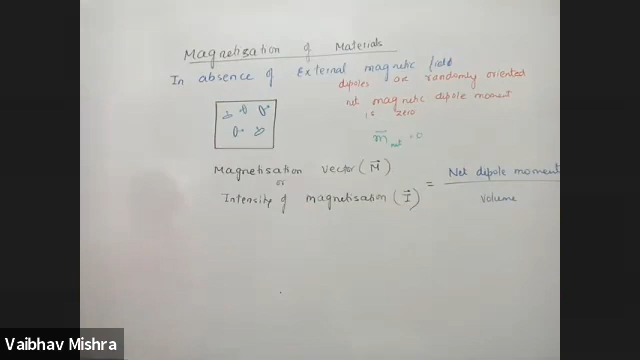 Magnetisation of Materials
In absence of External magnetic field
dipoles are randomly oriented
net magnetic dipole moment
is zero
m⃗ net = 0
Magnetisation vector (M⃗)
or
Intensity of magnetisation (I⃗) = Net dipole moment / Volume
Vaibhav Mishra